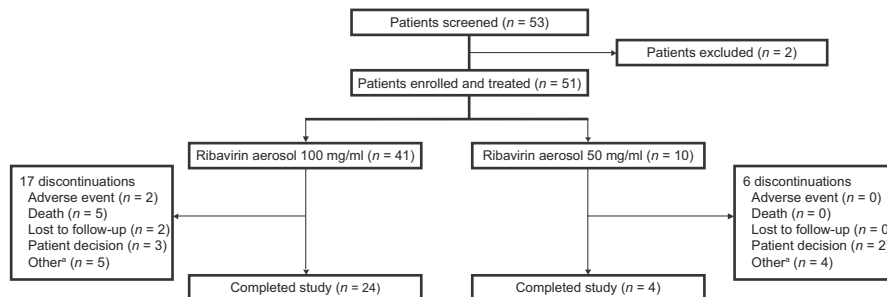 Patients screened (n = 53)
Patients excluded (n = 2)
Patients enrolled and treated (n = 51)
Ribavirin aerosol 100 mg/ml (n = 41)
Ribavirin aerosol 50 mg/ml (n = 10)
17 discontinuations
Adverse event (n = 2)
Death (n = 5)
Lost to follow-up (n = 2)
Patient decision (n = 3)
Otherᵃ (n = 5)
6 discontinuations
Adverse event (n = 0)
Death (n = 0)
Lost to follow-up (n = 0
Patient decision (n = 2)
Otherᵃ (n = 4)
Completed study (n = 24)
Completed study (n = 4)